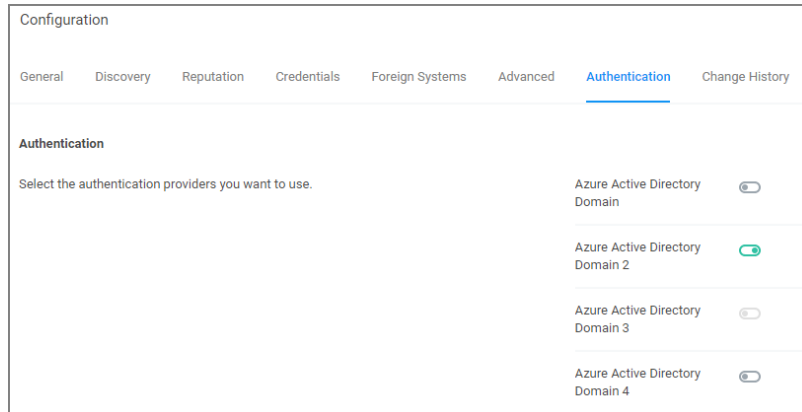 Configuration
General Discovery Reputation Credentials Foreign Systems Advanced Authentication Change History
Authentication
Select the authentication providers you want to use.
Azure Active Directory
Domain
Azure Active Directory
Domain 2
Azure Active Directory
Domain 3
Azure Active Directory
Domain 4